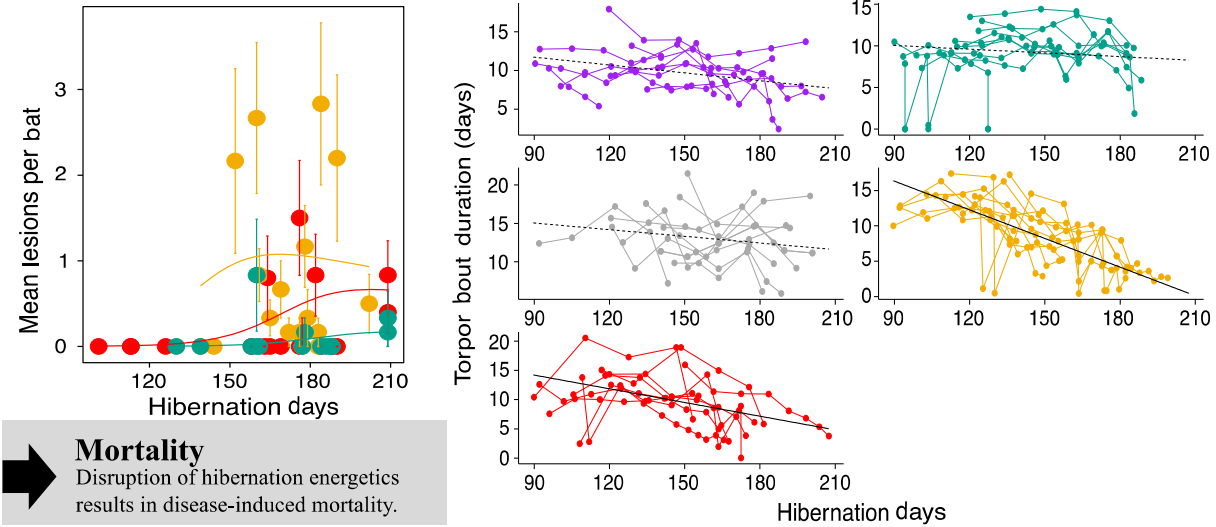 Mean lesions per bat
3
2
1
0
120 150 180 210
Hibernation days
Mortality
Disruption of hibernation energetics
results in disease-induced mortality.
Torpor bout duration (days)
15
10
5
90 120 150 180 210
15
10
5
0
90 120 150 180 210
20
15
10
90 120 150 180 210
15
10
5
0
90 120 150 180 210
20
15
10
5
0
90 120 150 180 210
Hibernation days